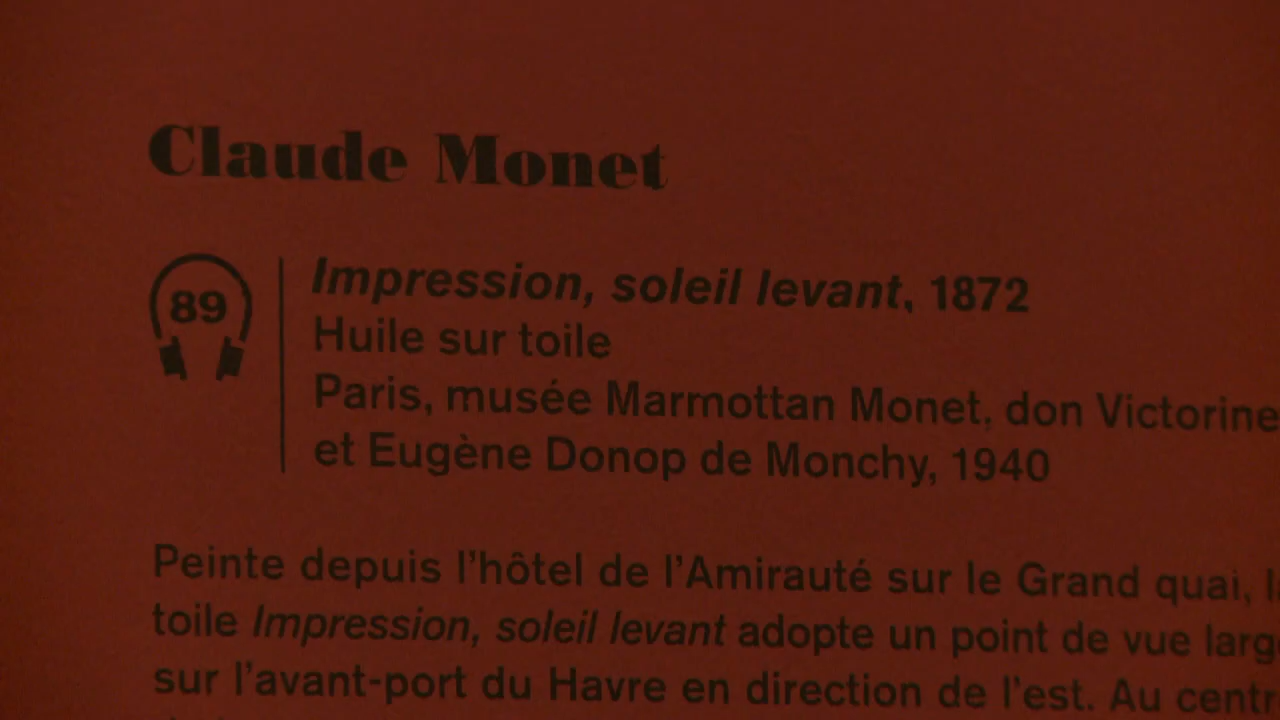 Claude Monet
89
Impression, soleil levant, 1872
Huile sur toile
Paris, musée Marmottan Monet, don Victorine
et Eugène Donop de Monchy, 1940
Peinte depuis l'hôtel de l'Amirauté sur le Grand quai,
toile Impression, soleil levant adopte un point de vue
sur l'avant-port du Havre en direction de l'est. Au